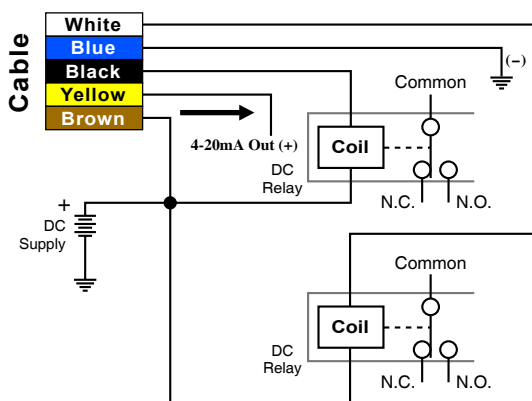 Cable
White
Blue
Black
Yellow
Brown
(−)
4-20mA Out (+)
Common
Coil
DC
Relay
N.C.
N.O.
+
DC
Supply
Common
Coil
DC
Relay
N.C.
N.O.